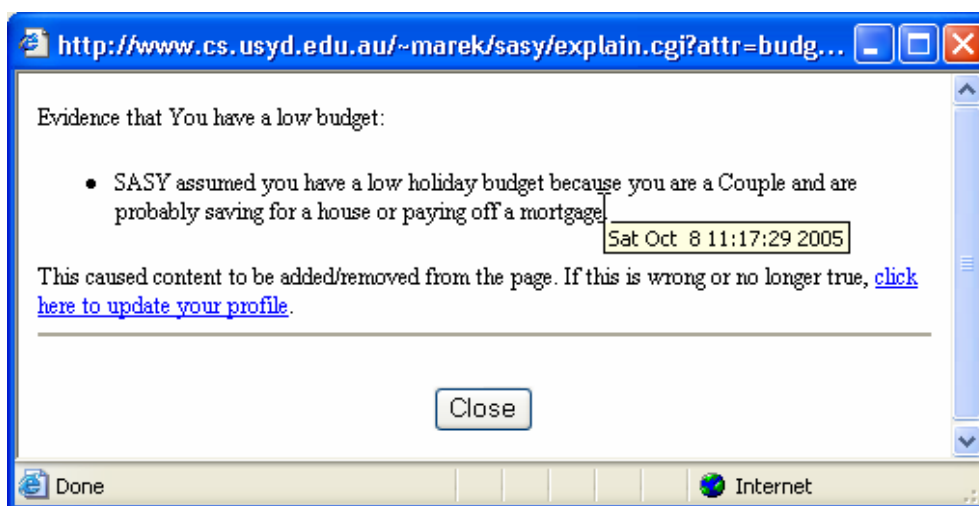 http://www.cs.usyd.edu.au/~marek/sasy/explain.cgi?attr=budg...
Evidence that You have a low budget:
• SASY assumed you have a low holiday budget because you are a Couple and are
probably saving for a house or paying off a mortgage.
Sat Oct 8 11:17:29 2005
This caused content to be added/removed from the page. If this is wrong or no longer true, click
here to update your profile.
Close
Done
Internet